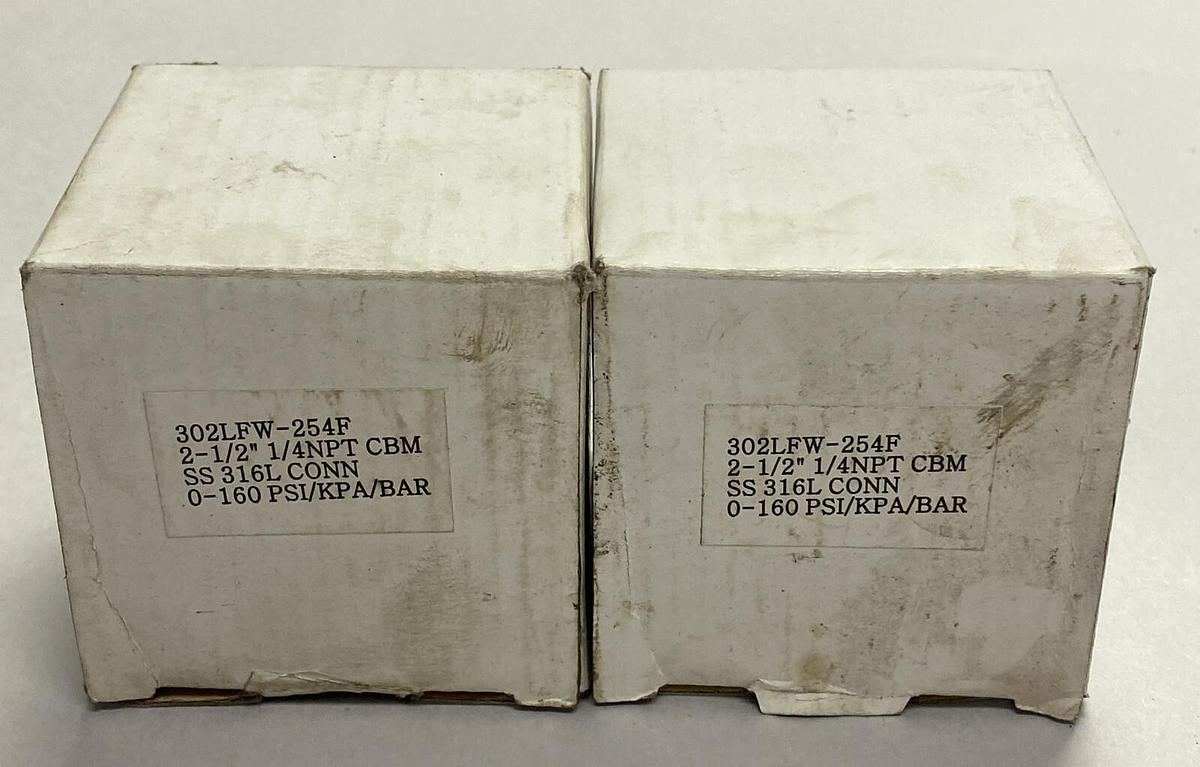 302LFW-254F
2-1/2" 1/4NPT CBM
SS 316L CONN
0-160 PSI/KPA/BAR
302LFW-254F
2-1/2" 1/4NPT CBM
SS 316L CONN
0-160 PSI/KPA/BAR